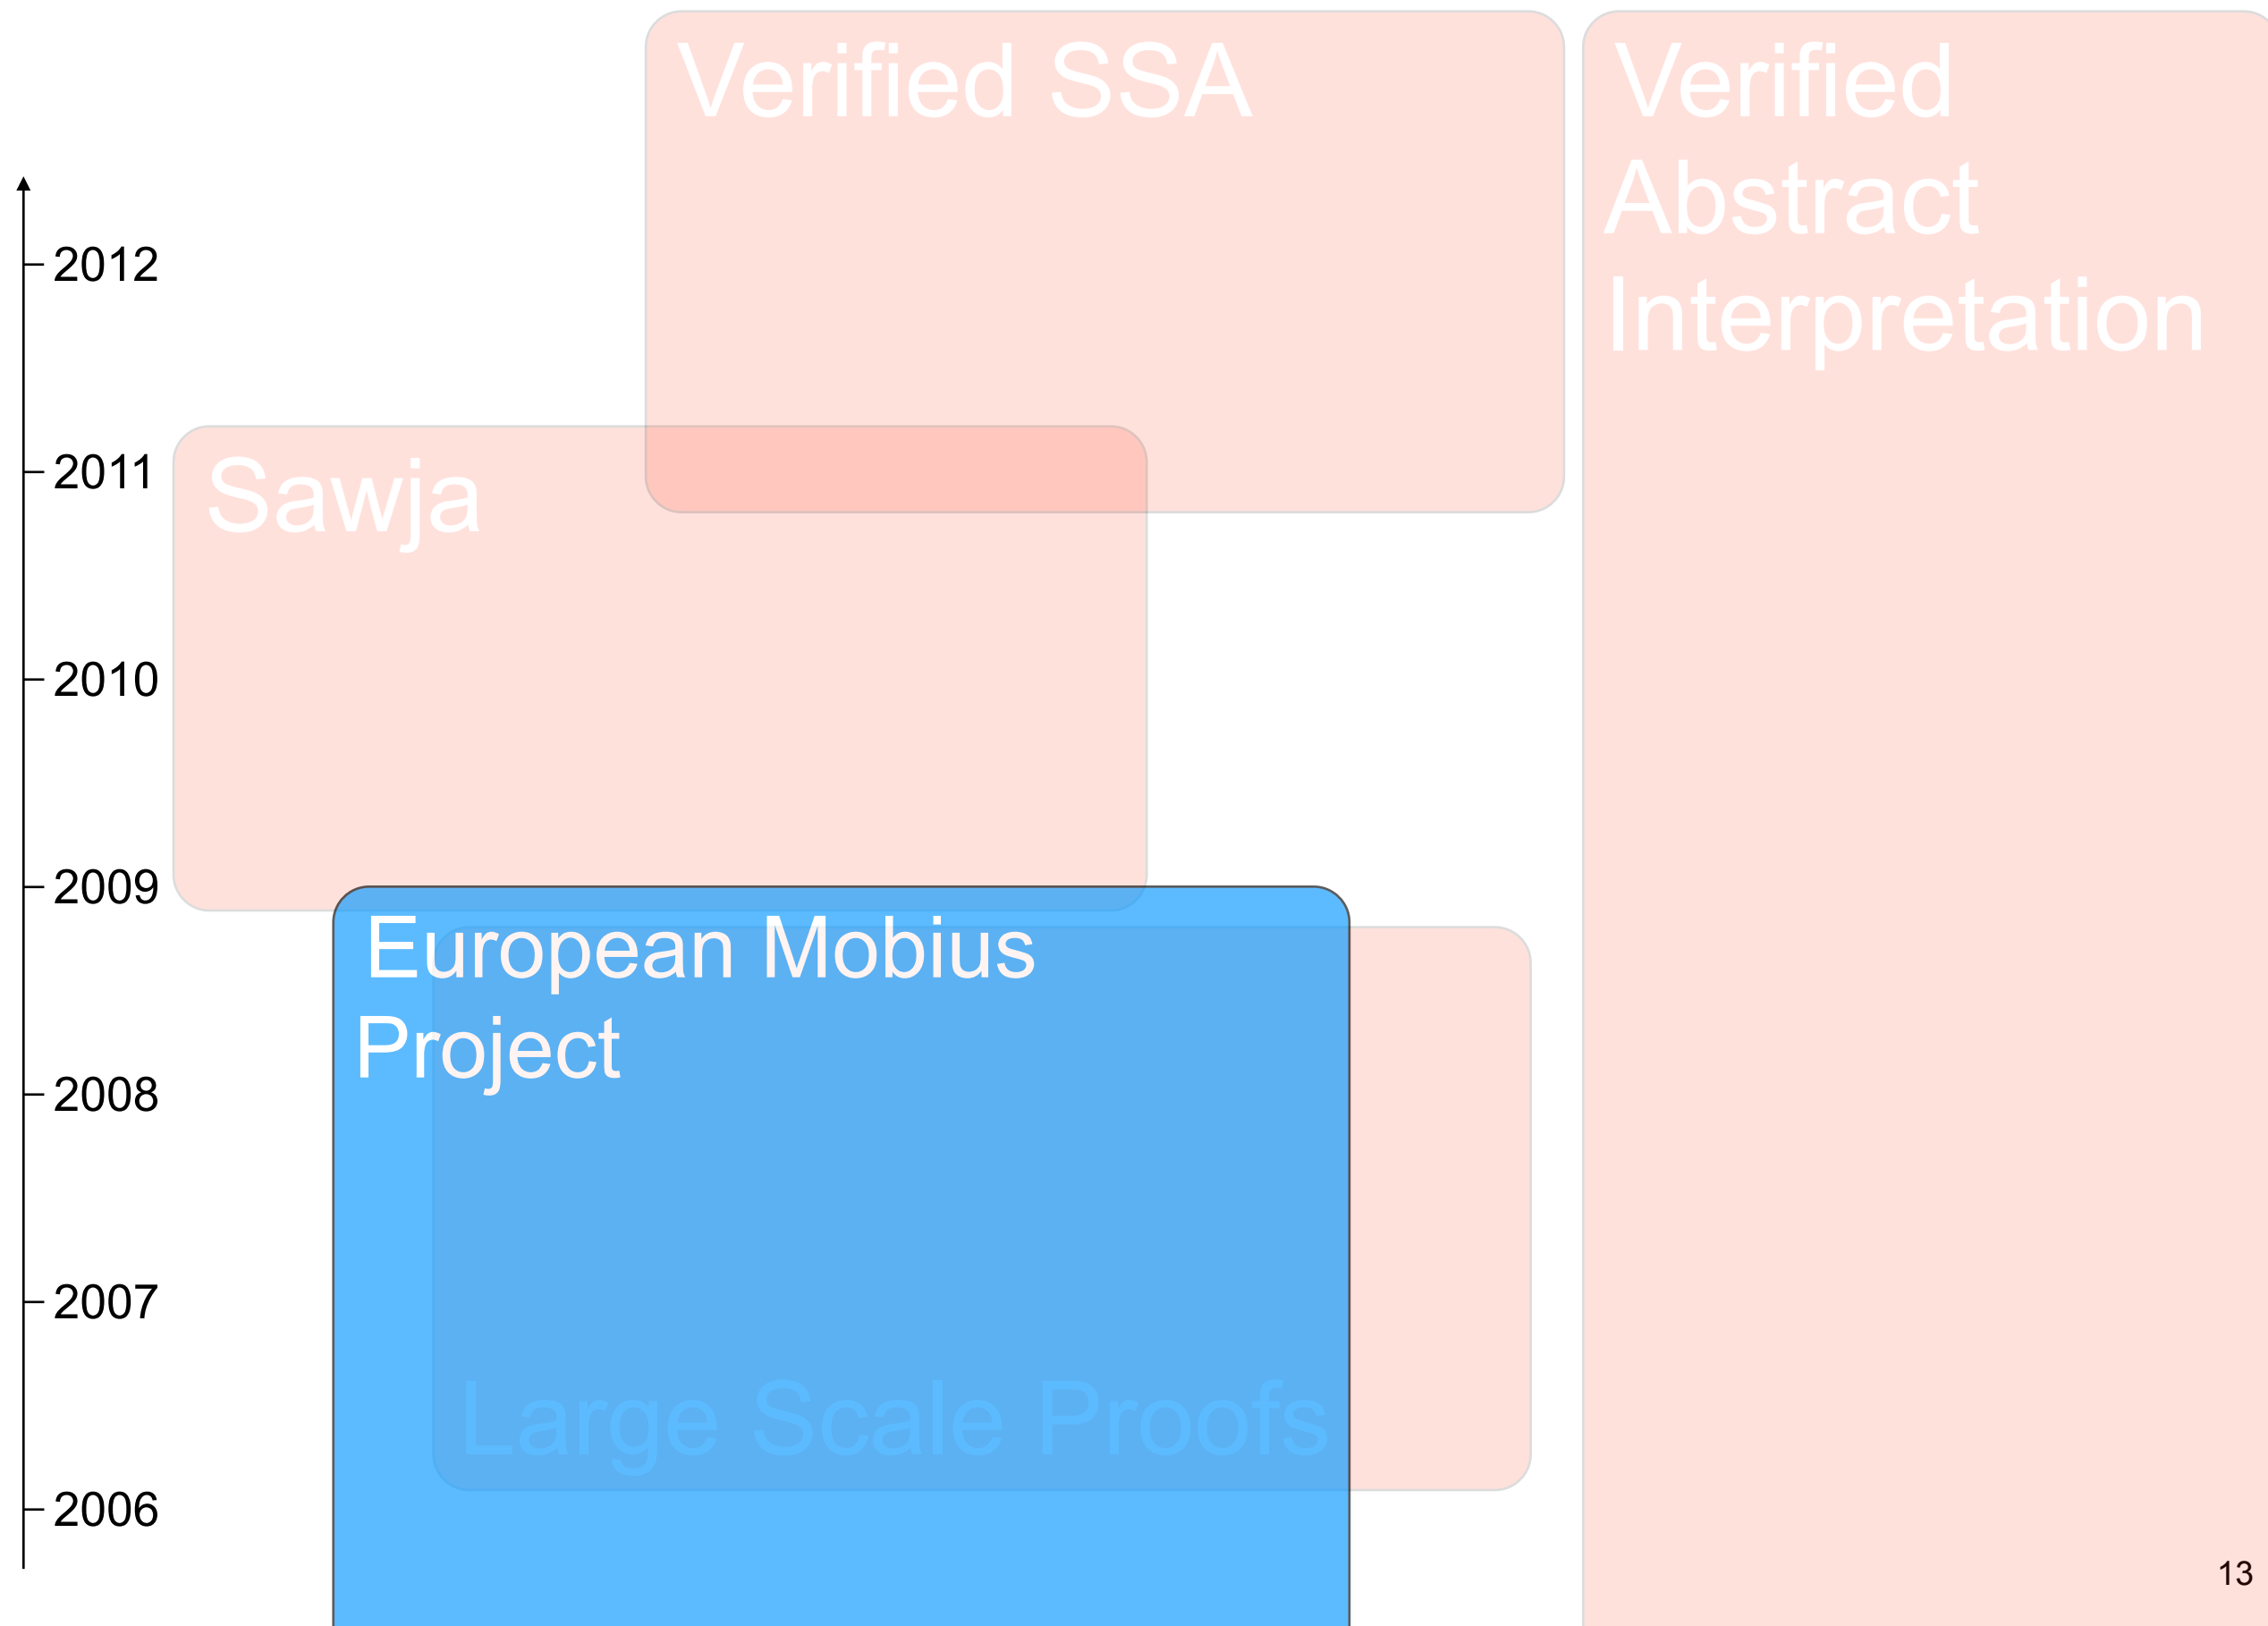 Verified SSA
Verified
Abstract
Interpretation
2012
2011
Sawja
2010
2009
European Mobius
Project
2008
2007
Large Scale Proofs
2006
13